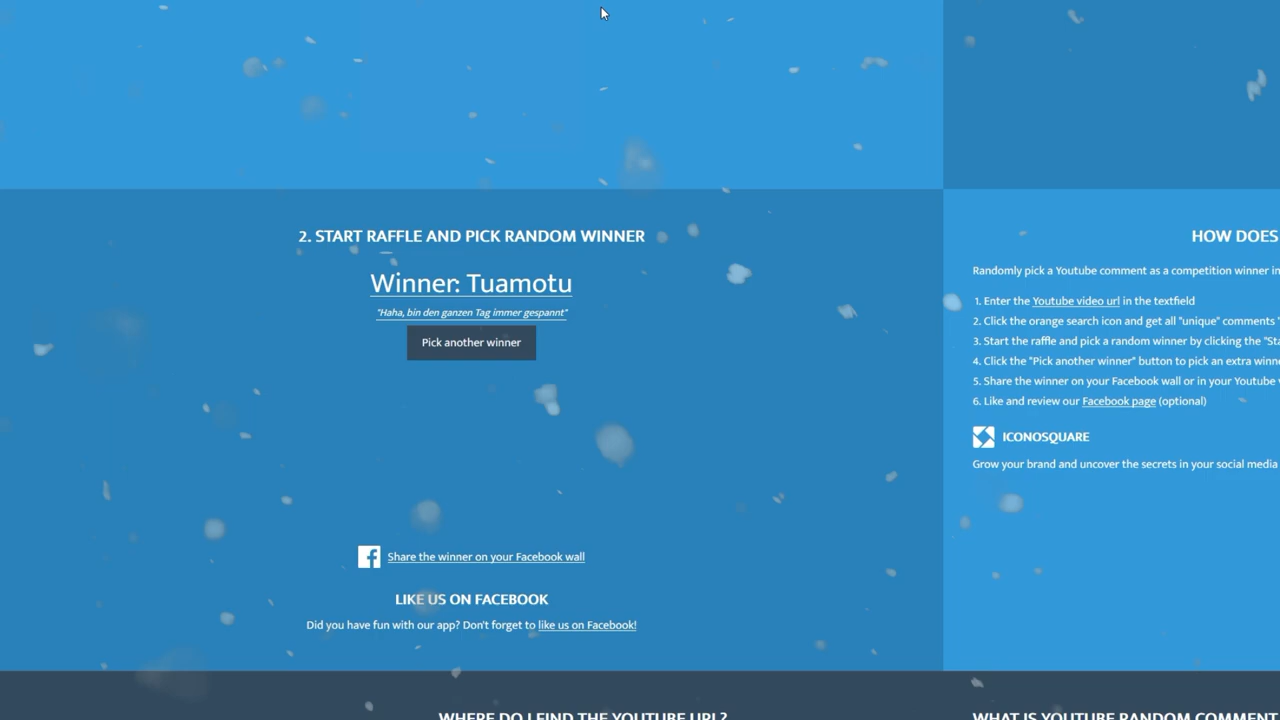 2. START RAFFLE AND PICK RANDOM WINNER
Winner: Tuamotu
"Haha, bin den ganzen Tag immer gespannt"
Pick another winner
Share the winner on your Facebook wall
LIKE US ON FACEBOOK
Did you have fun with our app? Don't forget to like us on Facebook!
HOW DOES
Randomly pick a Youtube comment as a competition winner in
1. Enter the Youtube video url in the textfield
2. Click the orange search icon and get all "unique" comments
3. Start the raffle and pick a random winner by clicking the
4. Click the "Pick another winner" button to pick an extra
5. Share the winner on your Facebook wall or in your Youtube
6. Like and review our Facebook page (optional)
ICONOSQUARE
Grow your brand and uncover the secrets in your social media
WHERE DO I FIND THE YOUTUBE URL?
WHAT IS YOUTUBE RANDOM COMMENT